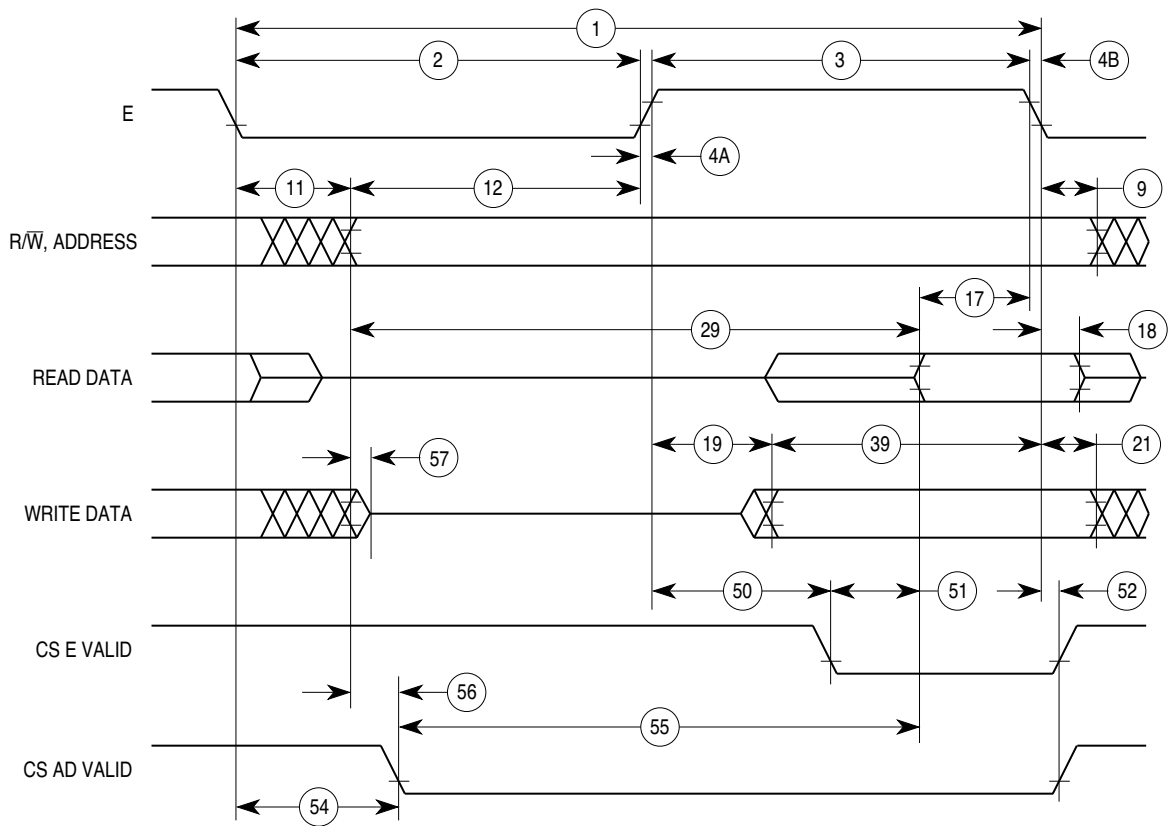 1
2
3
4B
E
4A
11
12
9
R/W̅, ADDRESS
17
29
18
READ DATA
19
39
21
57
WRITE DATA
50
51
52
CS E VALID
56
55
CS AD VALID
54